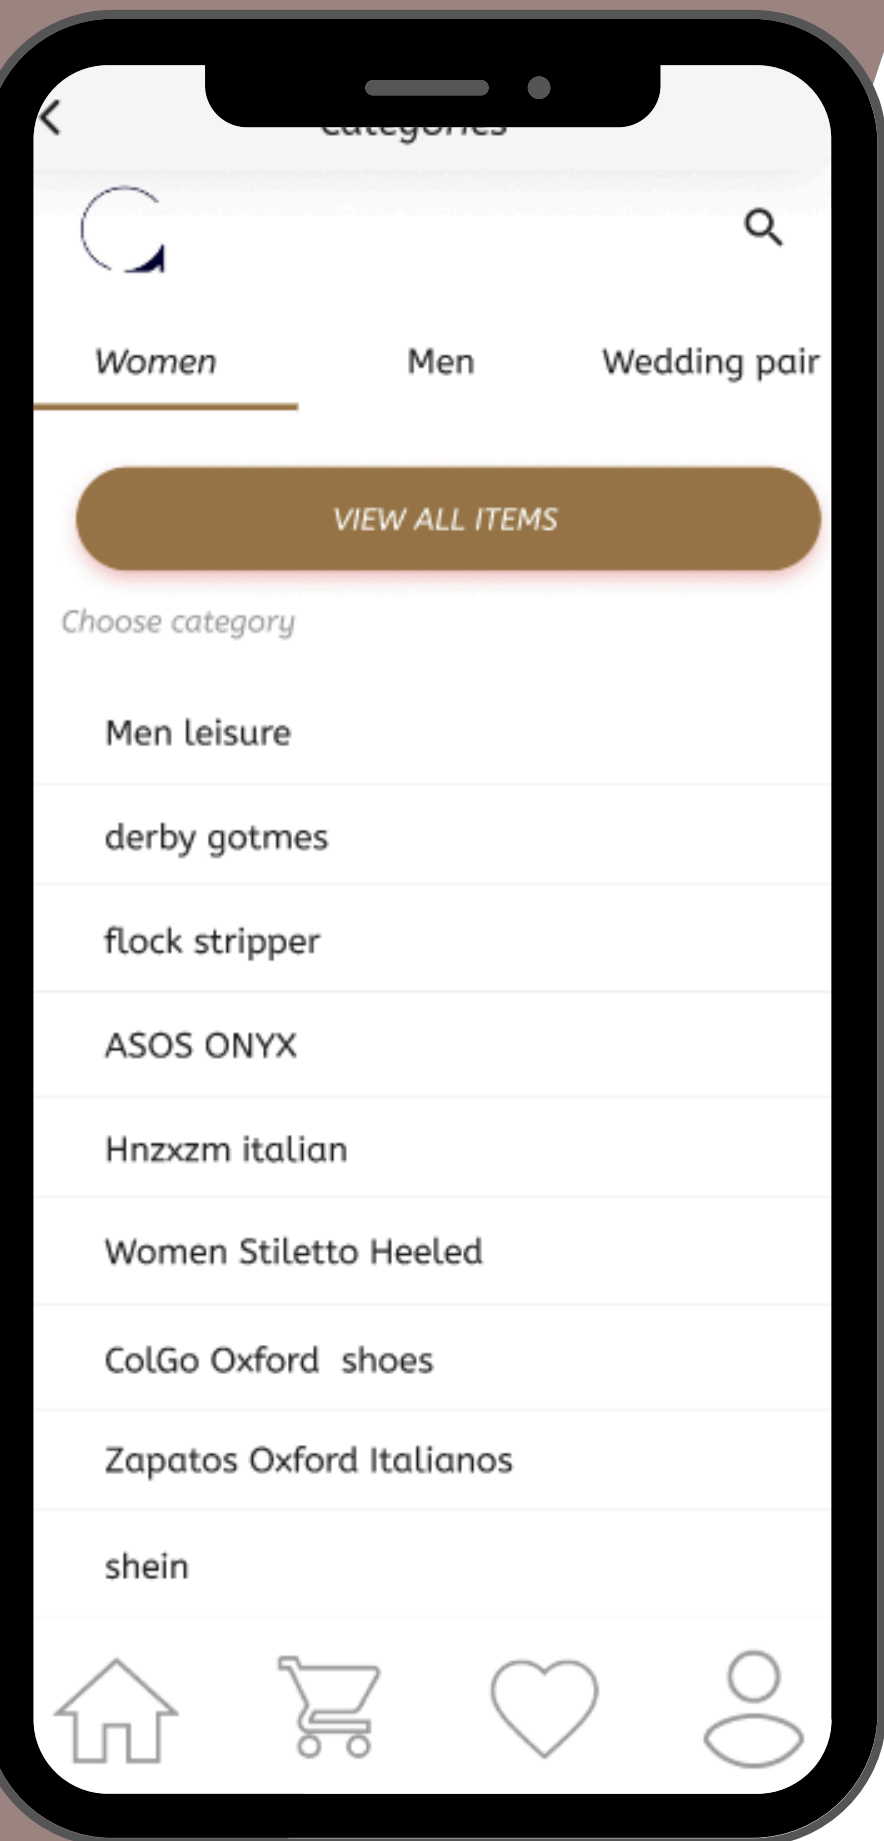 Categories
Women Men Wedding pair
VIEW ALL ITEMS
Choose category
Men leisure
derby gotmes
flock stripper
ASOS ONYX
Hnzxzm italian
Women Stiletto Heeled
ColGo Oxford  shoes
Zapatos Oxford Italianos
shein